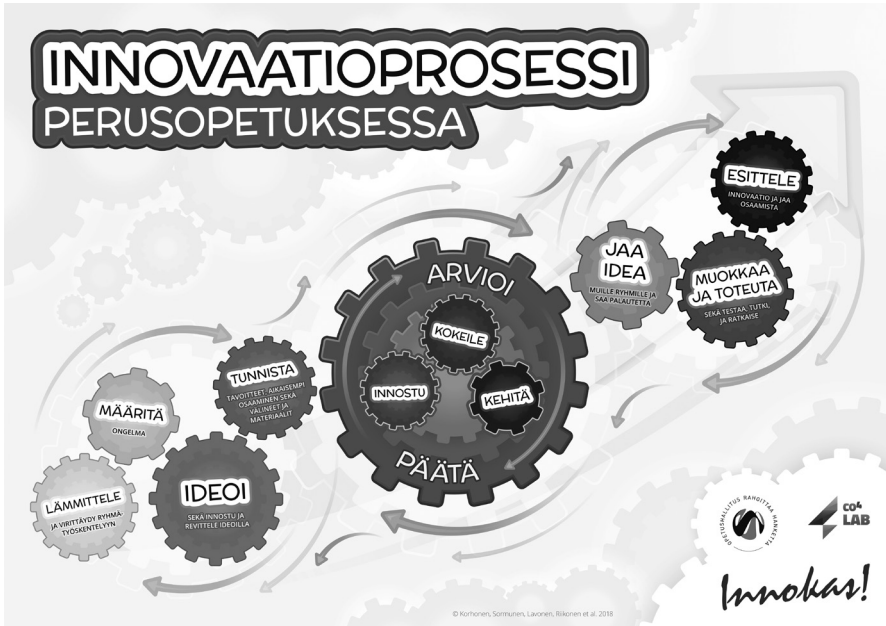 INNOVAATIOPROSESSI
PERUSOPETUKSESSA
LÄMMITTELE
JA VIRITTÄYDY RYHMÄ-
TYÖSKENTELYYN
MÄÄRITÄ
ONGELMA
IDEOI
SEKÄ INNOSTU JA
REVITTELE IDEOILLA
TUNNISTA
TAVOITTEET, AIKAISEMPI
OSAAMINEN SEKÄ
VÄLINEET JA
MATERIAALIT
ARVIOI
KOKEILE
INNOSTU
KEHITÄ
PÄÄTÄ
JAA
IDEA
MUILLE RYHMILLE JA
SAA PALAUTETTA
MUOKKAA
JA TOTEUTA
SEKÄ TESTAA, TUTKI,
JA RATKAISE
ESITTELE
INNOVAATIO JA JAA
OSAAMISTA
OPETUSHALLITUS RAHOITTAA HANKETTA
CO4
LAB
Innokas!
© Korhonen, Sormunen, Lavonen, Riikonen et al. 2018